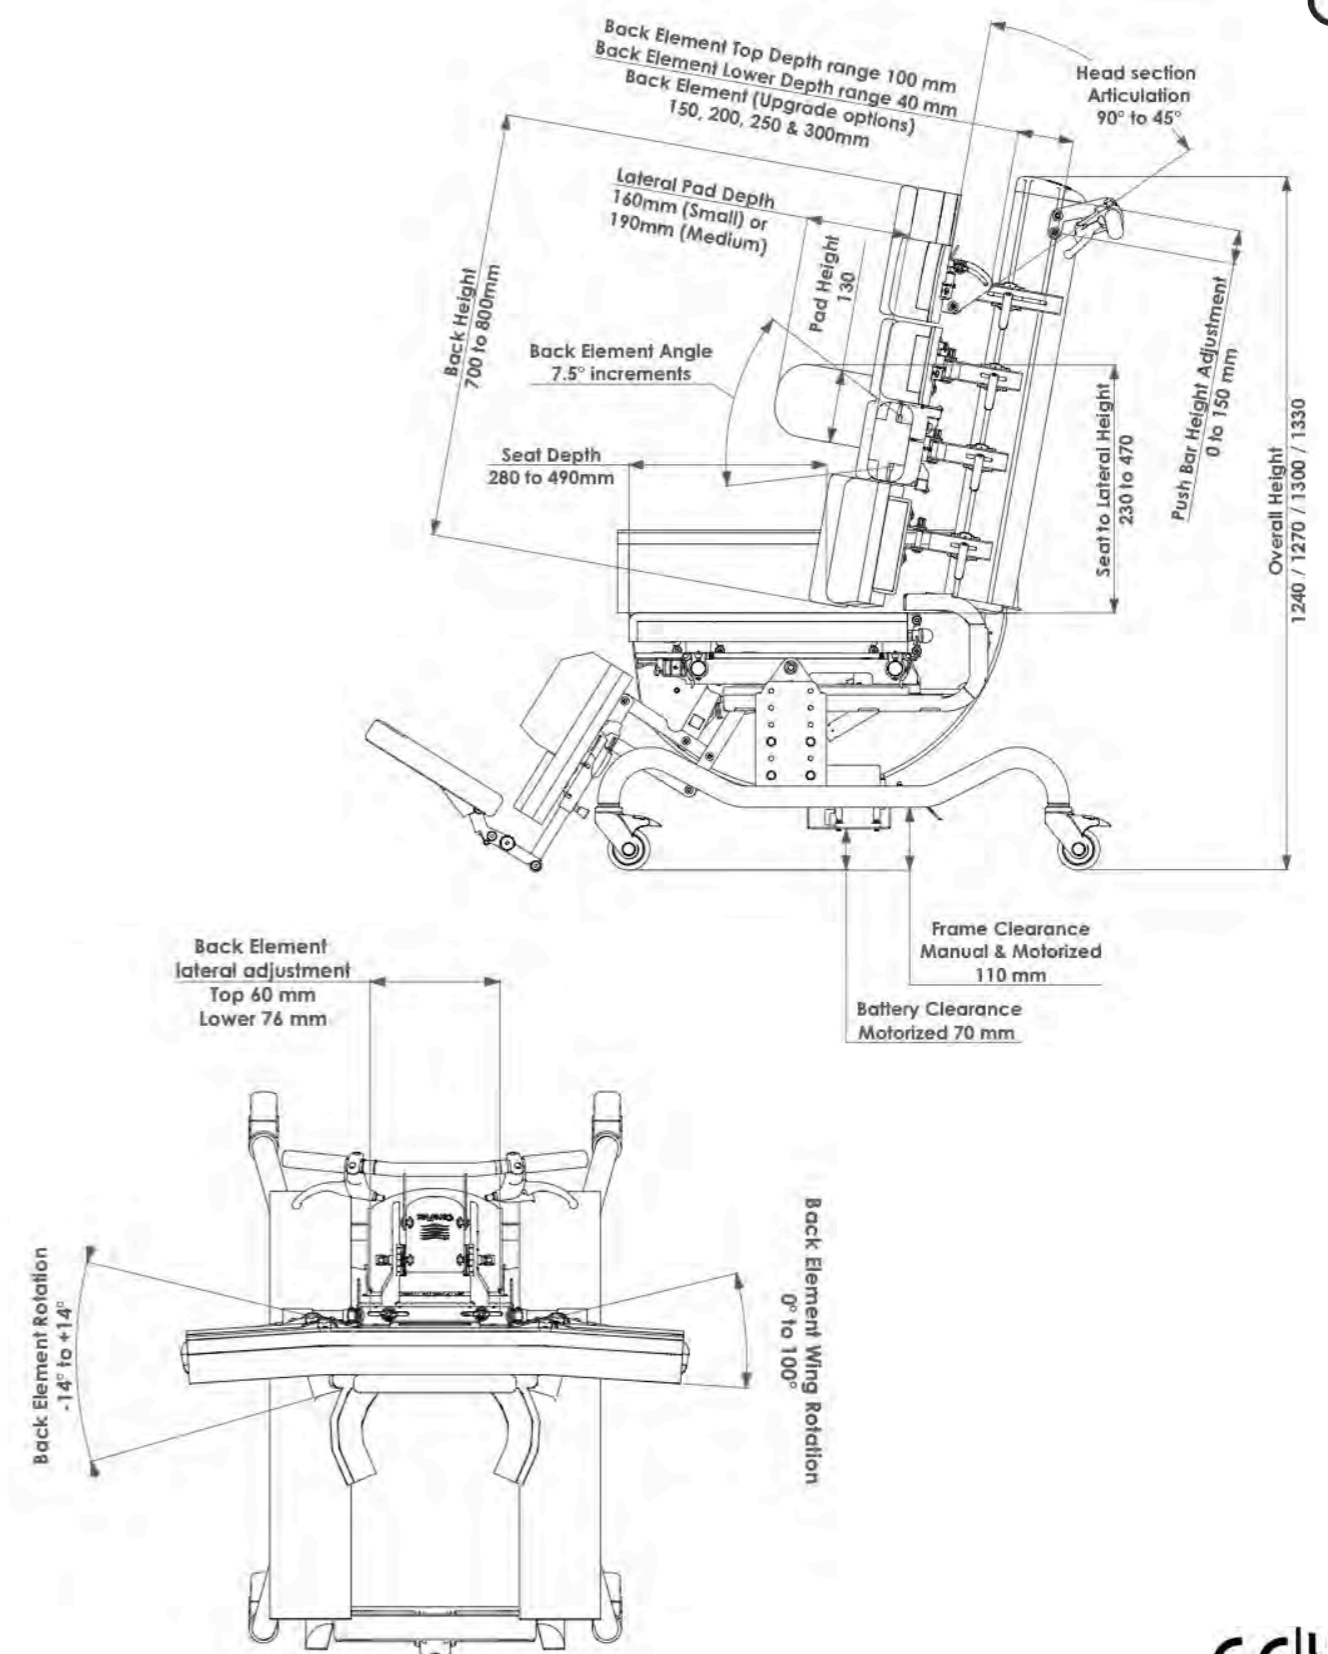 Back Element Top Depth range 100 mm
Back Element Lower Depth range 40 mm
Back Element (Upgrade options)
150, 200, 250 & 300mm
Head section
Articulation
90° to 45°
Lateral Pad Depth
160mm (Small) or
190mm (Medium)
Pad Height
130
Back Height
700 to 800mm
Back Element Angle
7.5° increments
Seat Depth
280 to 490mm
Seat to Lateral Height
230 to 470
Push Bar Height Adjustment
0 to 150 mm
Overall Height
1240 / 1270 / 1300 / 1330
Frame Clearance
Manual & Motorized
110 mm
Battery Clearance
Motorized 70 mm
Back Element
lateral adjustment
Top 60 mm
Lower 76 mm
Back Element Rotation
-14° to +14°
Back Element Wing Rotation
0° to 100°